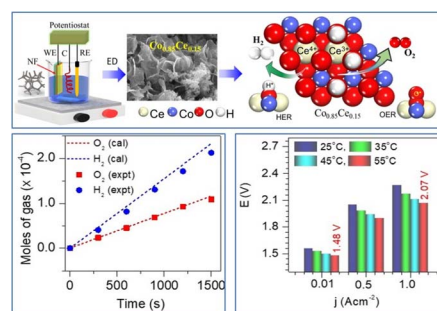 Potentiostat
WE C RE
NF
ED
Co0.85Ce0.15
H2
Ce4+ Ce3+
O2
H+
HER
Co0.85Ce0.15
OER
Ce Co O H
Moles of gas (x 10-4)
2.0
1.0
0.0
O2 (cal)
H2 (cal)
O2 (expt)
H2 (expt)
0 500 1000 1500
Time (s)
E (V)
2.7
2.4
2.1
1.8
1.5
25°C, 35°C
45°C, 55°C
1.48 V
2.07 V
0.01 0.5 1.0
j (Acm-2)